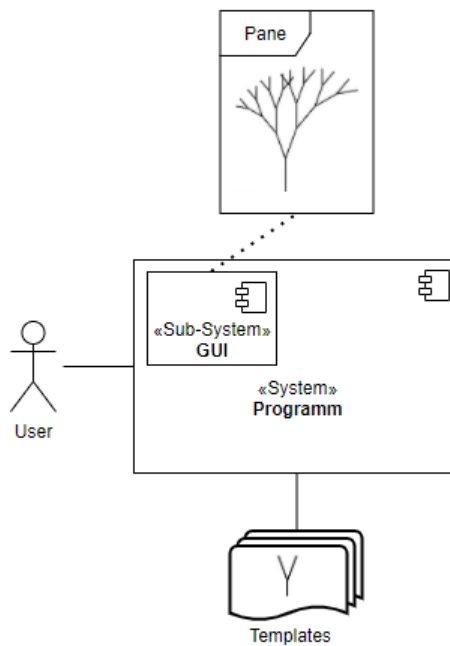 Pane
«Sub-System»
GUI
«System»
Programm
User
Templates